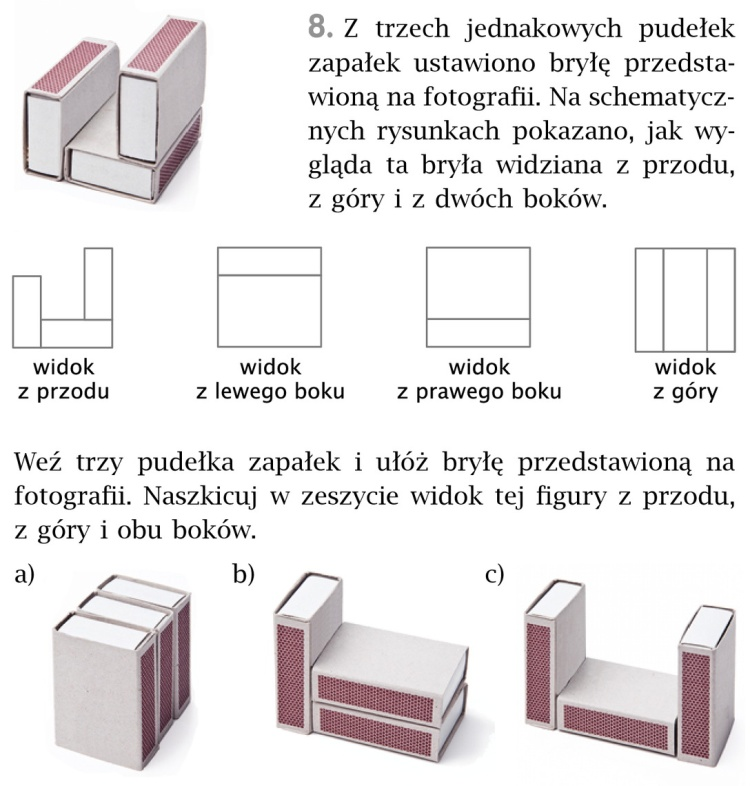 8. Z trzech jednakowych pudełek
zapałek ustawiono bryłę przedsta-
wioną na fotografii. Na schematycz-
nych rysunkach pokazano, jak wy-
gląda ta bryła widziana z przodu,
z góry i z dwóch boków.
widok
z przodu
widok
z lewego boku
widok
z prawego boku
widok
z góry
Weź trzy pudełka zapałek i ułóż bryłę przedstawioną na
fotografii. Naszkicuj w zeszycie widok tej figury z przodu,
z góry i obu boków.
a) b) c)